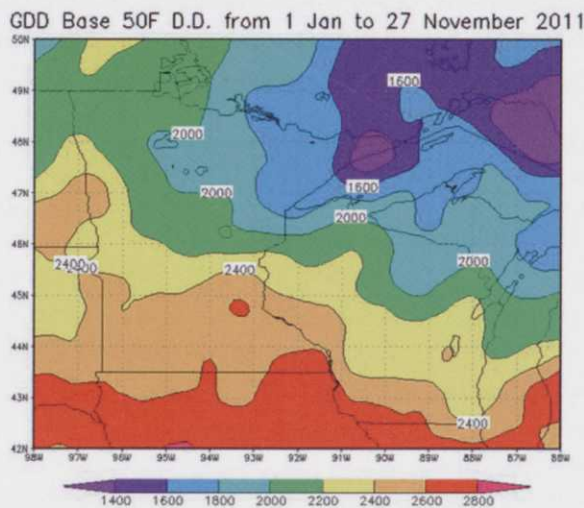 GDD Base 50F D.D. from 1 Jan to 27 November 2011
50N
49N
48N
47N
46N
45N
44N
43N
42N
1600
2000
1600
2000
2000
2000
2400
2400
2400
2400
98W 97W 96W 95W 94W 93W 92W 91W 90W 89W 88W 87W 86W
1400 1600 1800 2000 2200 2400 2600 2800